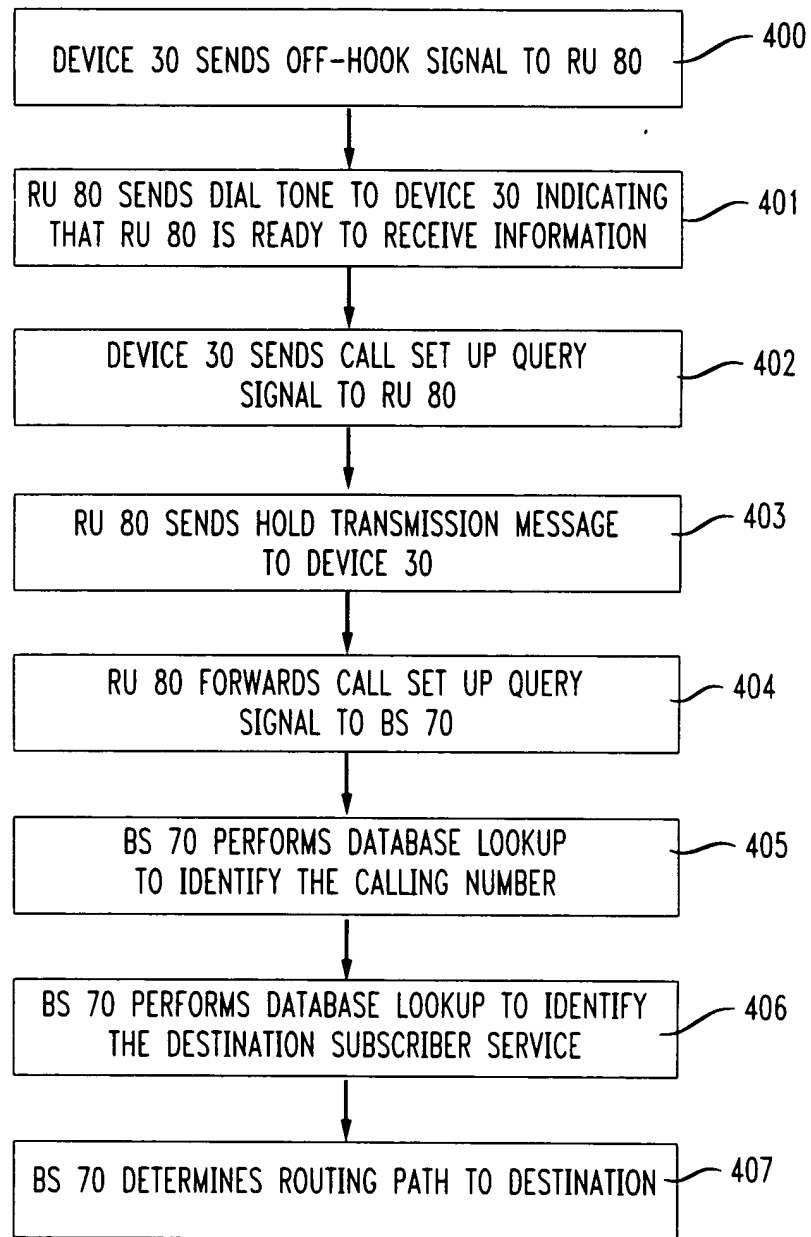 DEVICE 30 SENDS OFF-HOOK SIGNAL TO RU 80
400
RU 80 SENDS DIAL TONE TO DEVICE 30 INDICATING
THAT RU 80 IS READY TO RECEIVE INFORMATION
401
DEVICE 30 SENDS CALL SET UP QUERY
SIGNAL TO RU 80
402
RU 80 SENDS HOLD TRANSMISSION MESSAGE
TO DEVICE 30
403
RU 80 FORWARDS CALL SET UP QUERY
SIGNAL TO BS 70
404
BS 70 PERFORMS DATABASE LOOKUP
TO IDENTIFY THE CALLING NUMBER
405
BS 70 PERFORMS DATABASE LOOKUP TO IDENTIFY
THE DESTINATION SUBSCRIBER SERVICE
406
BS 70 DETERMINES ROUTING PATH TO DESTINATION
407